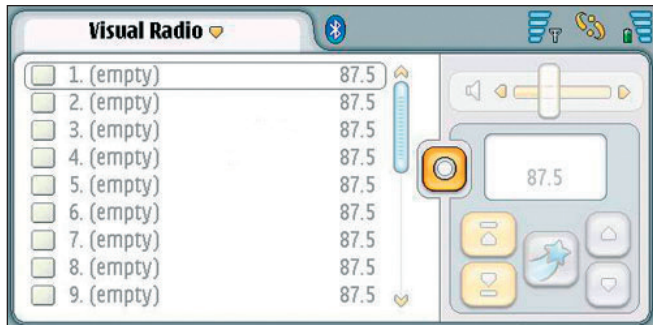 Visual Radio
1. (empty) 87.5
2. (empty) 87.5
3. (empty) 87.5
4. (empty) 87.5
5. (empty) 87.5
6. (empty) 87.5
7. (empty) 87.5
8. (empty) 87.5
9. (empty) 87.5
87.5